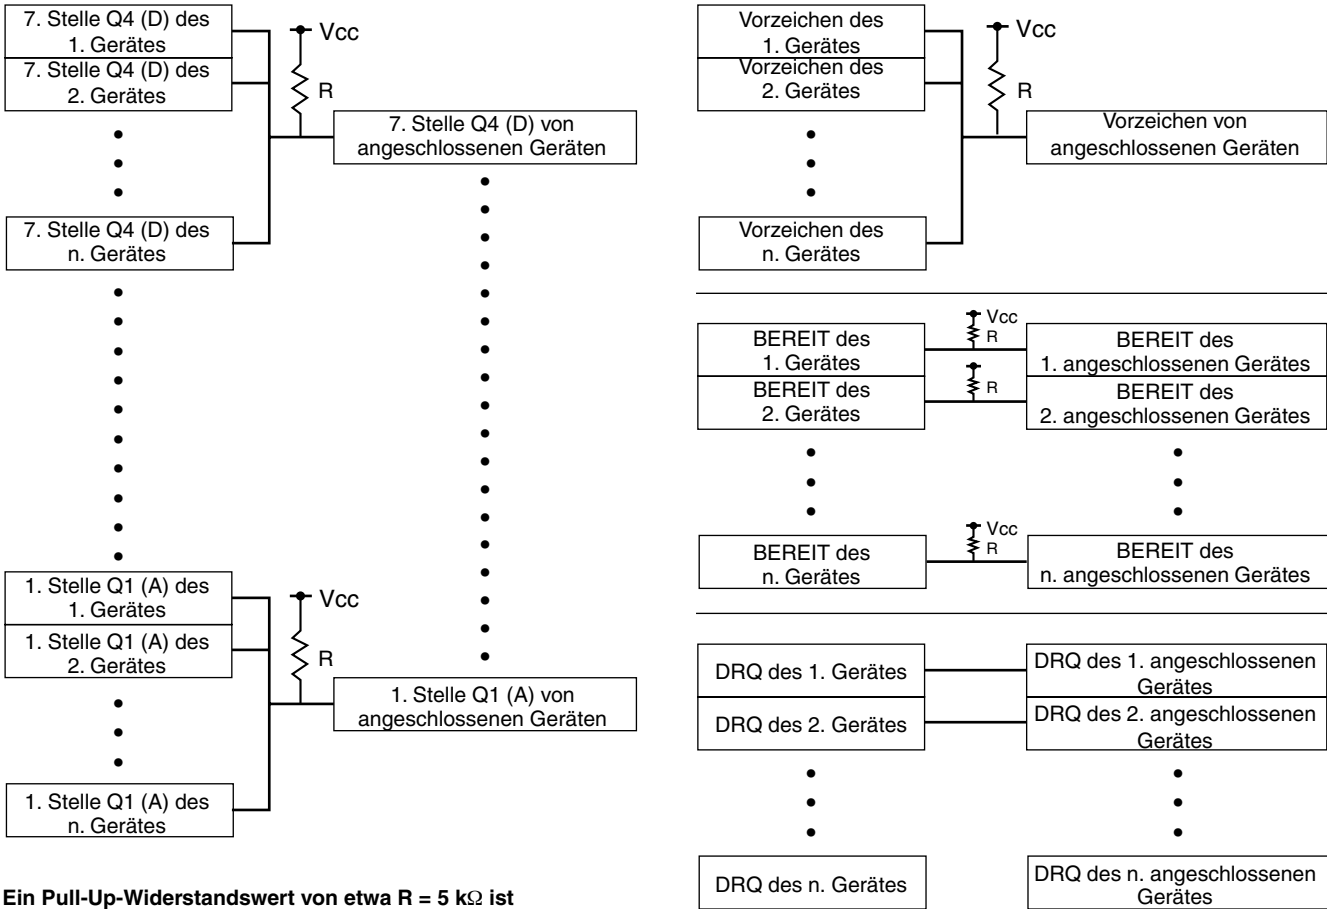 7. Stelle Q4 (D) des
1. Gerätes
7. Stelle Q4 (D) des
2. Gerätes
Vcc
R
7. Stelle Q4 (D) von
angeschlossenen Geräten
7. Stelle Q4 (D) des
n. Gerätes
1. Stelle Q1 (A) des
1. Gerätes
1. Stelle Q1 (A) des
2. Gerätes
Vcc
R
1. Stelle Q1 (A) von
angeschlossenen Geräten
1. Stelle Q1 (A) des
n. Gerätes
Ein Pull-Up-Widerstandswert von etwa R = 5 kΩ ist
Vorzeichen des
1. Gerätes
Vorzeichen des
2. Gerätes
Vcc
R
Vorzeichen von
angeschlossenen Geräten
Vorzeichen des
n. Gerätes
BEREIT des
1. Gerätes
Vcc
R
BEREIT des
1. angeschlossenen Gerätes
BEREIT des
2. Gerätes
R
BEREIT des
2. angeschlossenen Gerätes
BEREIT des
n. Gerätes
Vcc
R
BEREIT des
n. angeschlossenen Gerätes
DRQ des 1. Gerätes
DRQ des 1. angeschlossenen
Gerätes
DRQ des 2. Gerätes
DRQ des 2. angeschlossenen
Gerätes
DRQ des n. Gerätes
DRQ des n. angeschlossenen
Gerätes